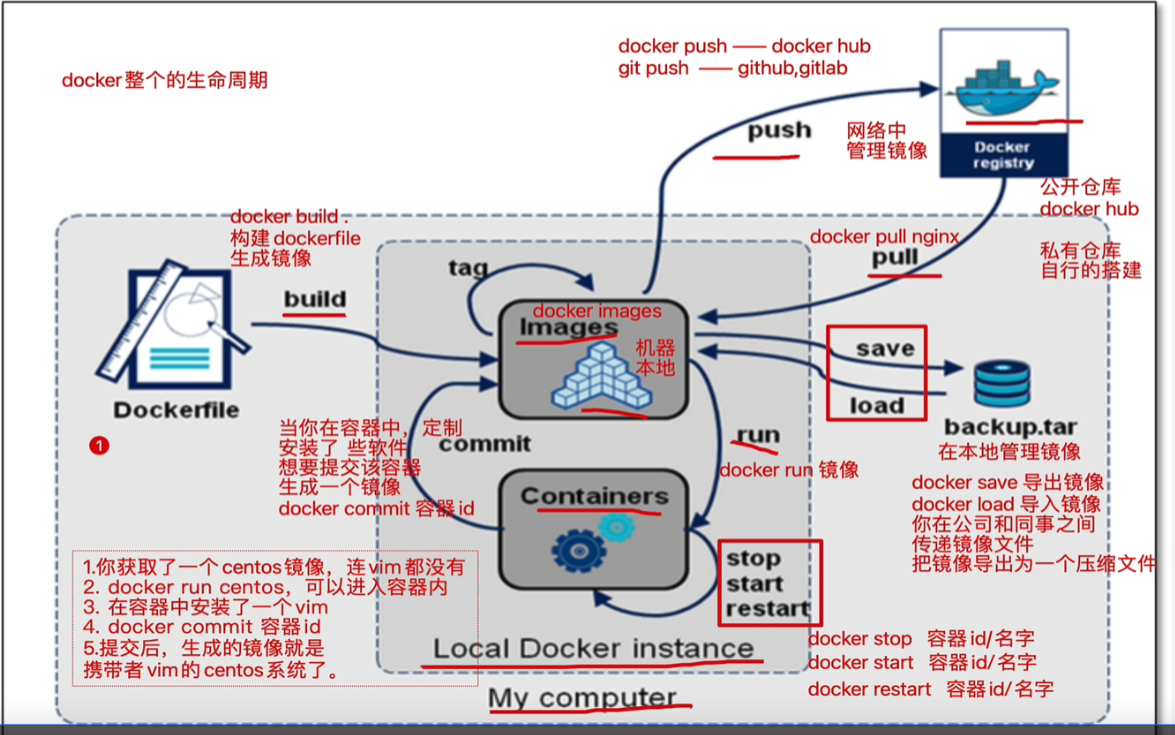 docker整个的生命周期
docker push —— docker hub
git push —— github,gitlab
push
网络中
管理镜像
Docker
registry
公开仓库
docker hub
私有仓库
自行的搭建
docker pull nginx
pull
docker build .
构建dockerfile
生成镜像
build
Dockerfile
1
tag
docker images
Images
机器
本地
save
load
backup.tar
在本地管理镜像
docker save 导出镜像
docker load 导入镜像
你在公司和同事之间
传递镜像文件
把镜像导出为一个压缩文件
当你在容器中，定制
安装了 些软件
想要提交该容器
生成一个镜像
docker commit 容器id
commit
run
docker run 镜像
Containers
stop
start
restart
docker stop 容器id/名字
docker start 容器id/名字
docker restart 容器id/名字
1.你获取了一个centos镜像，连vim都没有
2. docker run centos，可以进入容器内
3. 在容器中安装了一个vim
4. docker commit 容器id
5.提交后，生成的镜像就是
携带者vim的centos系统了。
Local Docker instance
My computer